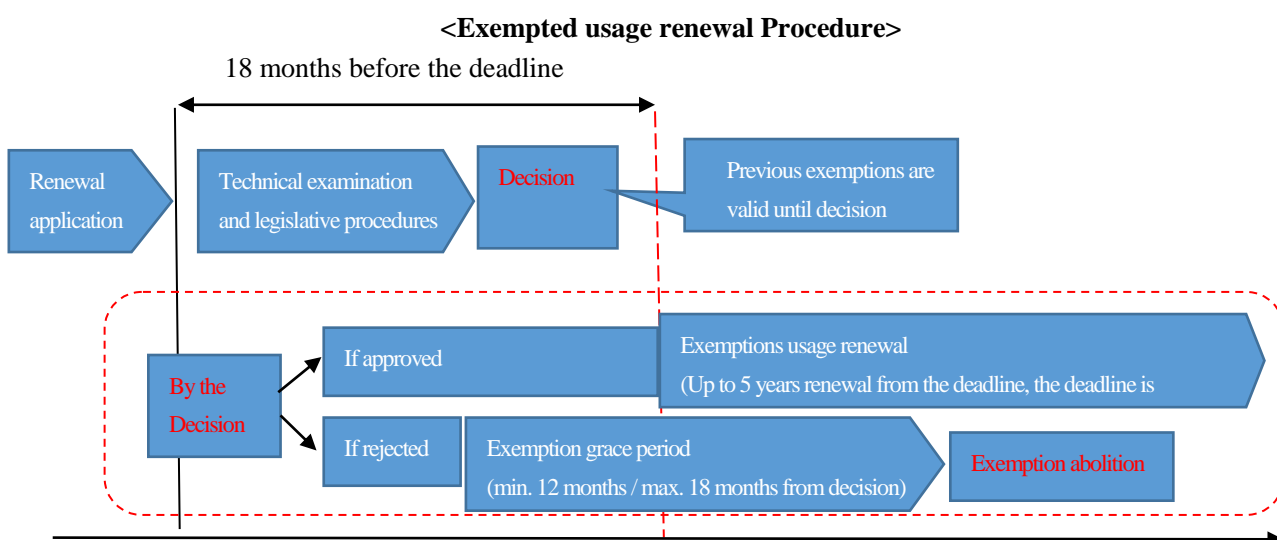 <Exempted usage renewal Procedure>
18 months before the deadline
Renewal
application
Technical examination
and legislative procedures
Decision
Previous exemptions are
valid until decision
By the
Decision
If approved
Exemptions usage renewal
(Up to 5 years renewal from the deadline, the deadline is
If rejected
Exemption grace period
(min. 12 months / max. 18 months from decision)
Exemption abolition